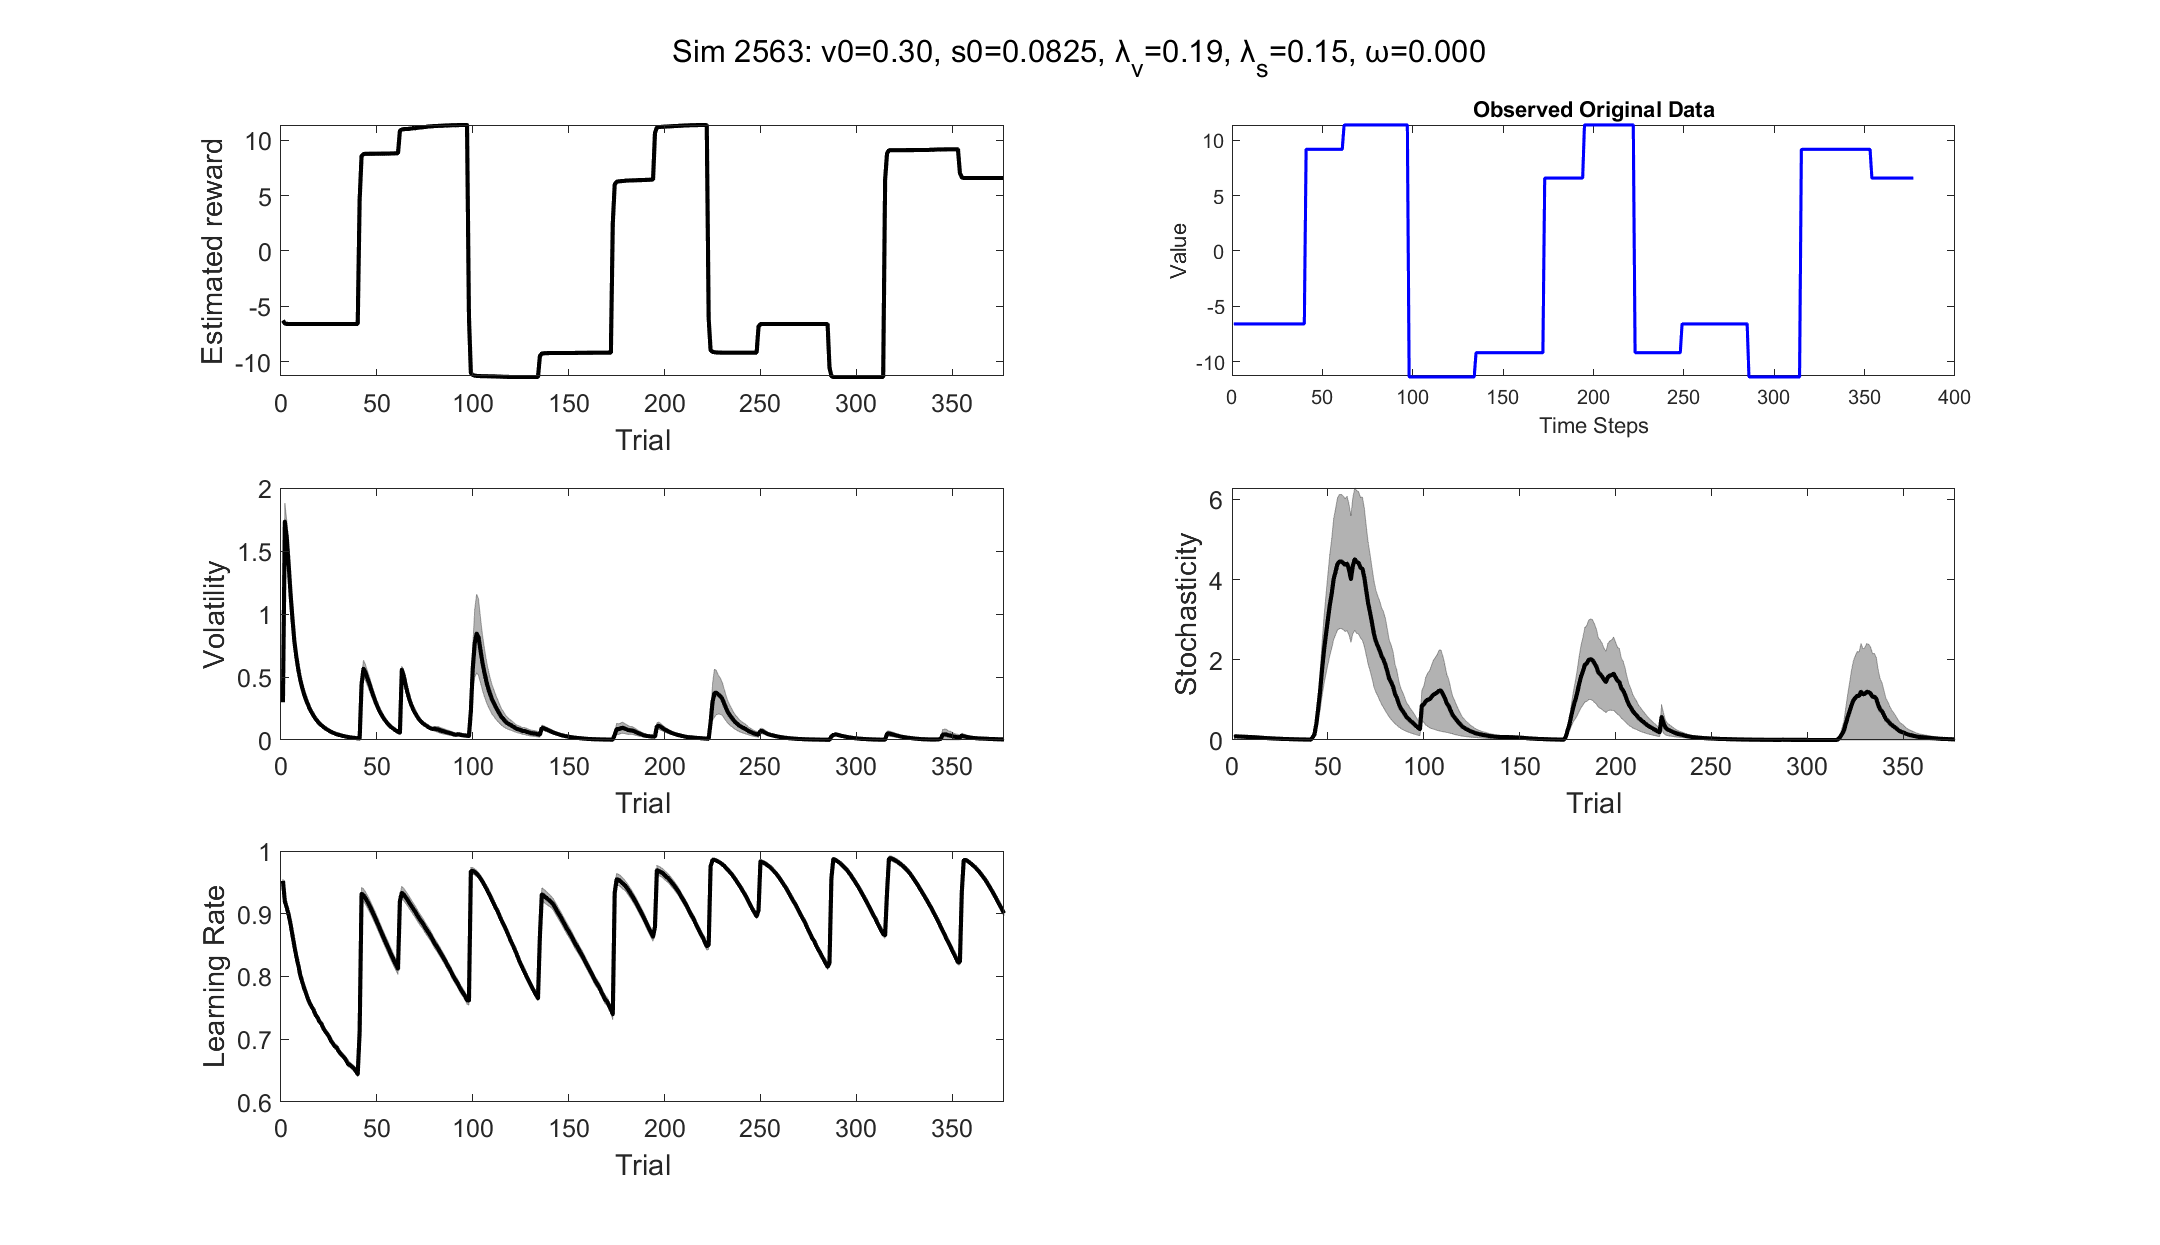 Sim 2563: v0=0.30, s0=0.0825, λv=0.19, λs=0.15, ω=0.000
Estimated reward
10
5
0
-5
-10
0 50 100 150 200 250 300 350
Trial
Observed Original Data
Value
10
5
0
-5
-10
0 50 100 150 200 250 300 350 400
Time Steps
Volatility
2
1.5
1
0.5
0
0 50 100 150 200 250 300 350
Trial
Stochasticity
6
4
2
0
0 50 100 150 200 250 300 350
Trial
Learning Rate
1
0.9
0.8
0.7
0.6
0 50 100 150 200 250 300 350
Trial